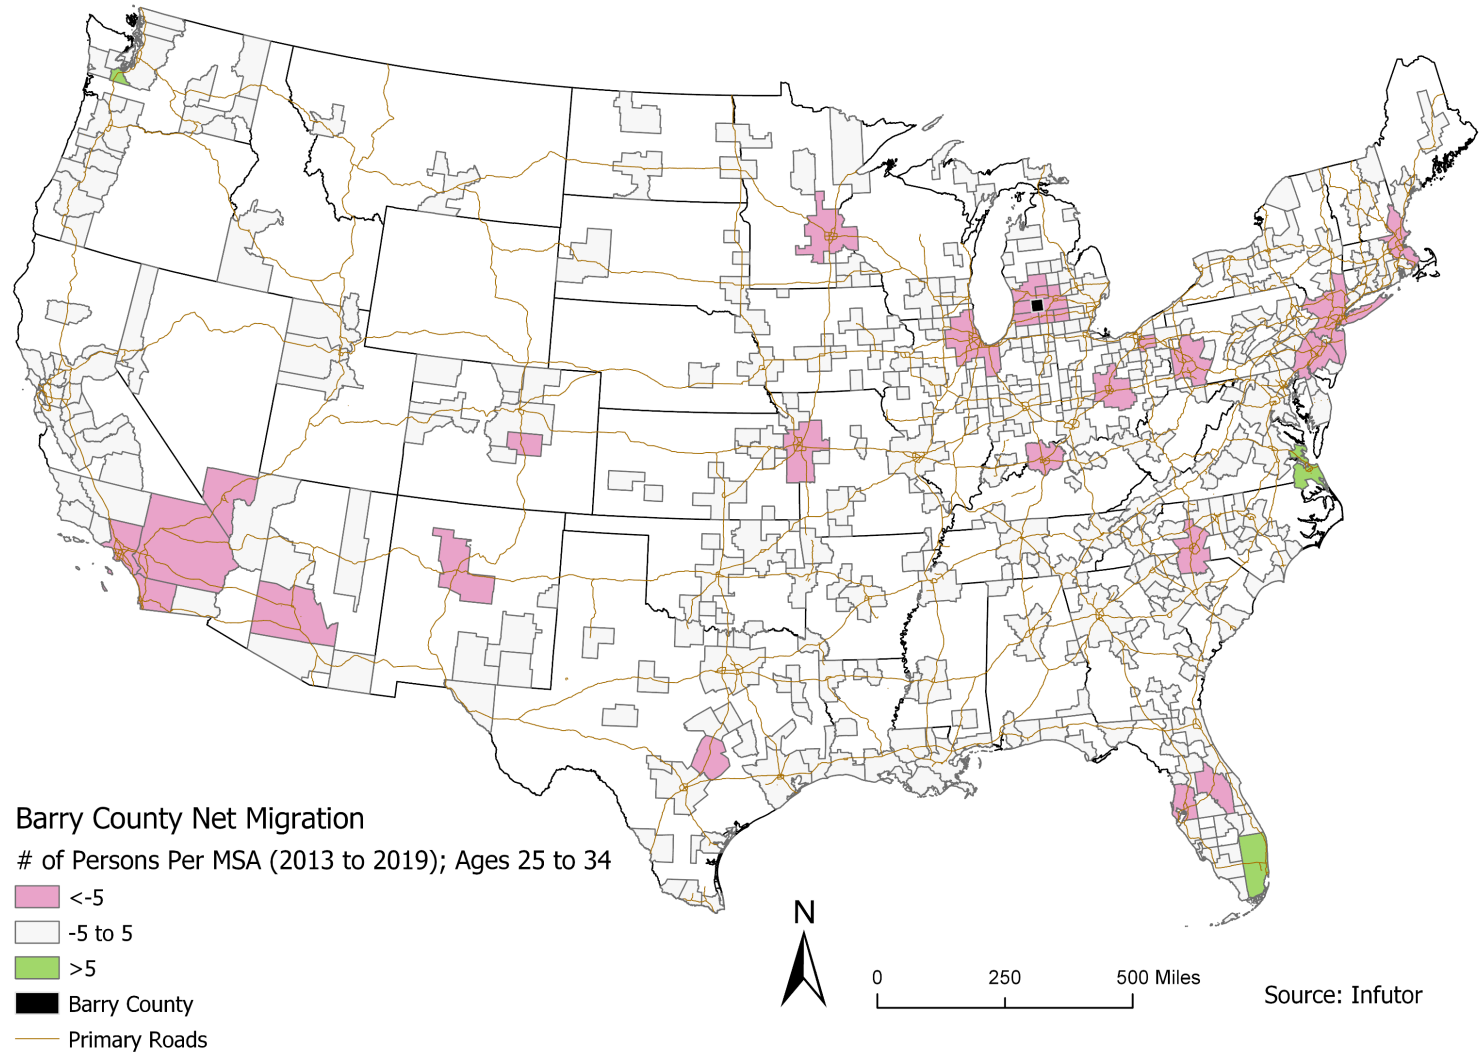 Barry County Net Migration
# of Persons Per MSA (2013 to 2019); Ages 25 to 34
<-5
-5 to 5
>5
Barry County
Primary Roads
N
0 250 500 Miles
Source: Infutor